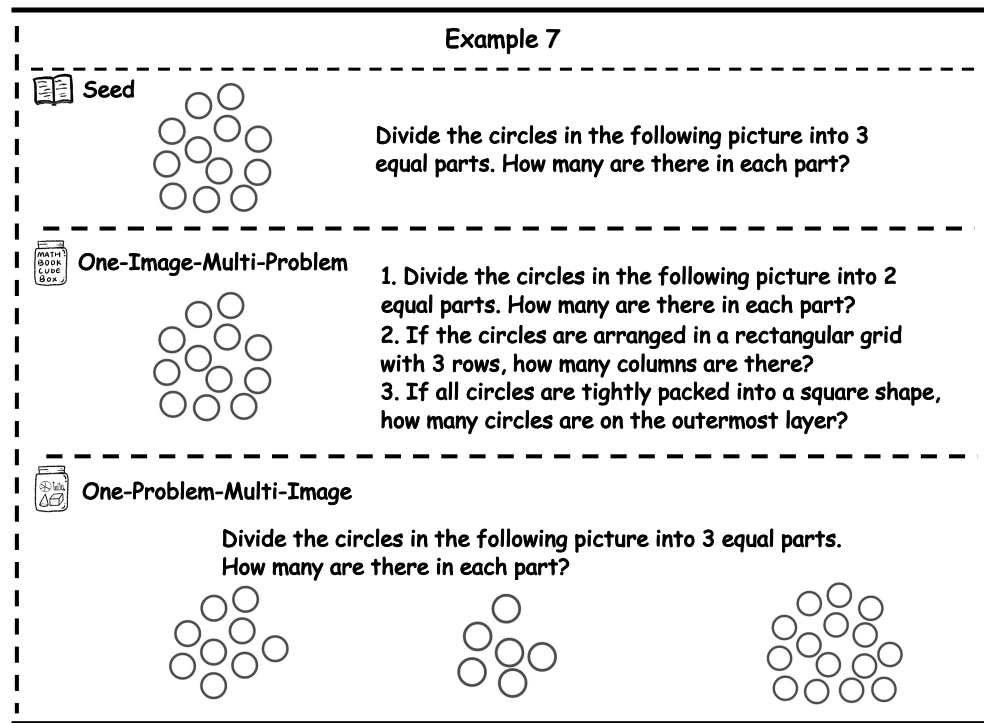 Example 7
Seed
Divide the circles in the following picture into 3
equal parts. How many are there in each part?
MATH
BOOK
CUBE
BOX
One-Image-Multi-Problem
1. Divide the circles in the following picture into 2
equal parts. How many are there in each part?
2. If the circles are arranged in a rectangular grid
with 3 rows, how many columns are there?
3. If all circles are tightly packed into a square shape,
how many circles are on the outermost layer?
One-Problem-Multi-Image
Divide the circles in the following picture into 3 equal parts.
How many are there in each part?